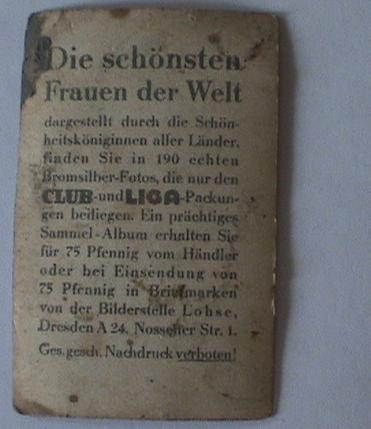 Die schönsten
Frauen der Welt
dargestellt durch die Schön-
heitsköniginnen aller Länder,
finden Sie in 190 echten
Bromsilber-Fotos, die nur den
CLUB-und LIGA-Packun-
gen beiliegen. Ein prächtiges
Sammel-Album erhalten Sie
für 75 Pfennig vom Händler
oder bei Einsendung von
75 Pfennig in Briefmarken
von der Bilderstelle Lohse,
Dresden A 24, Nossener Str. 1.
Ges. gesch. Nachdruck verboten!